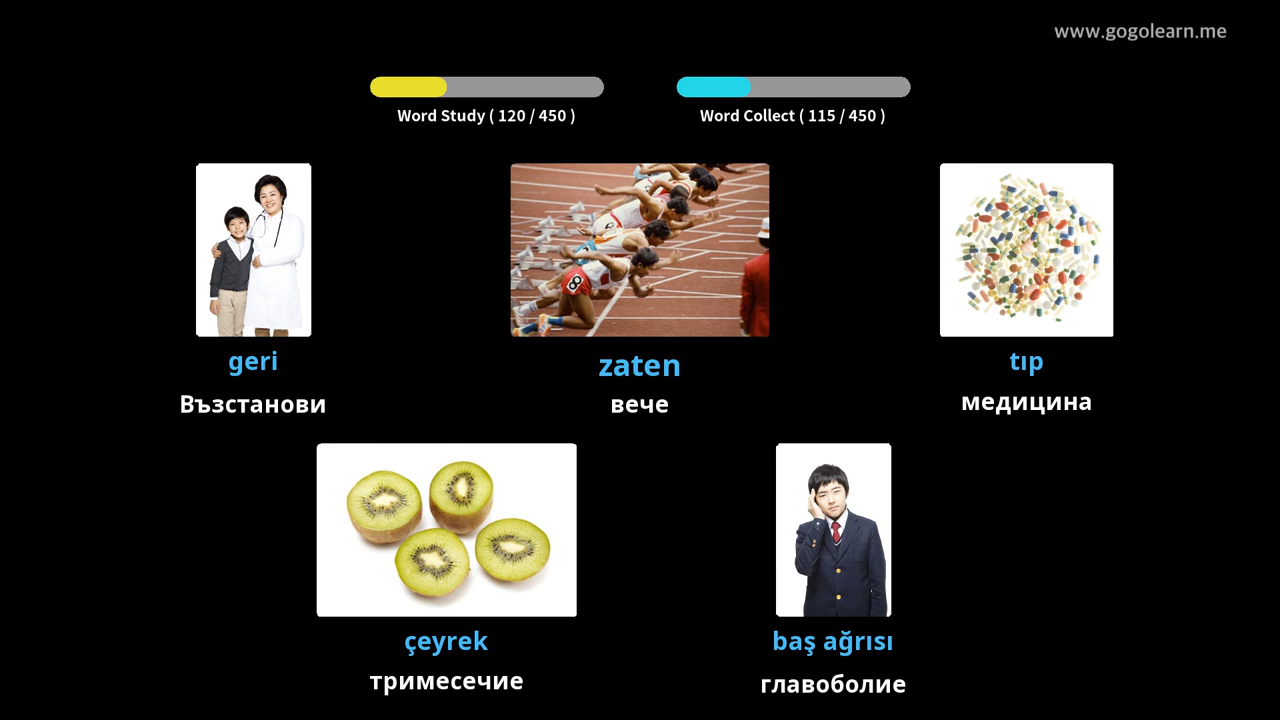 www.gogolearn.me
Word Study ( 120 / 450 )
Word Collect ( 115 / 450 )
geri
Възстанови
zaten
вече
tıp
медицина
çeyrek
тримесечие
baş ağrısı
главоболие